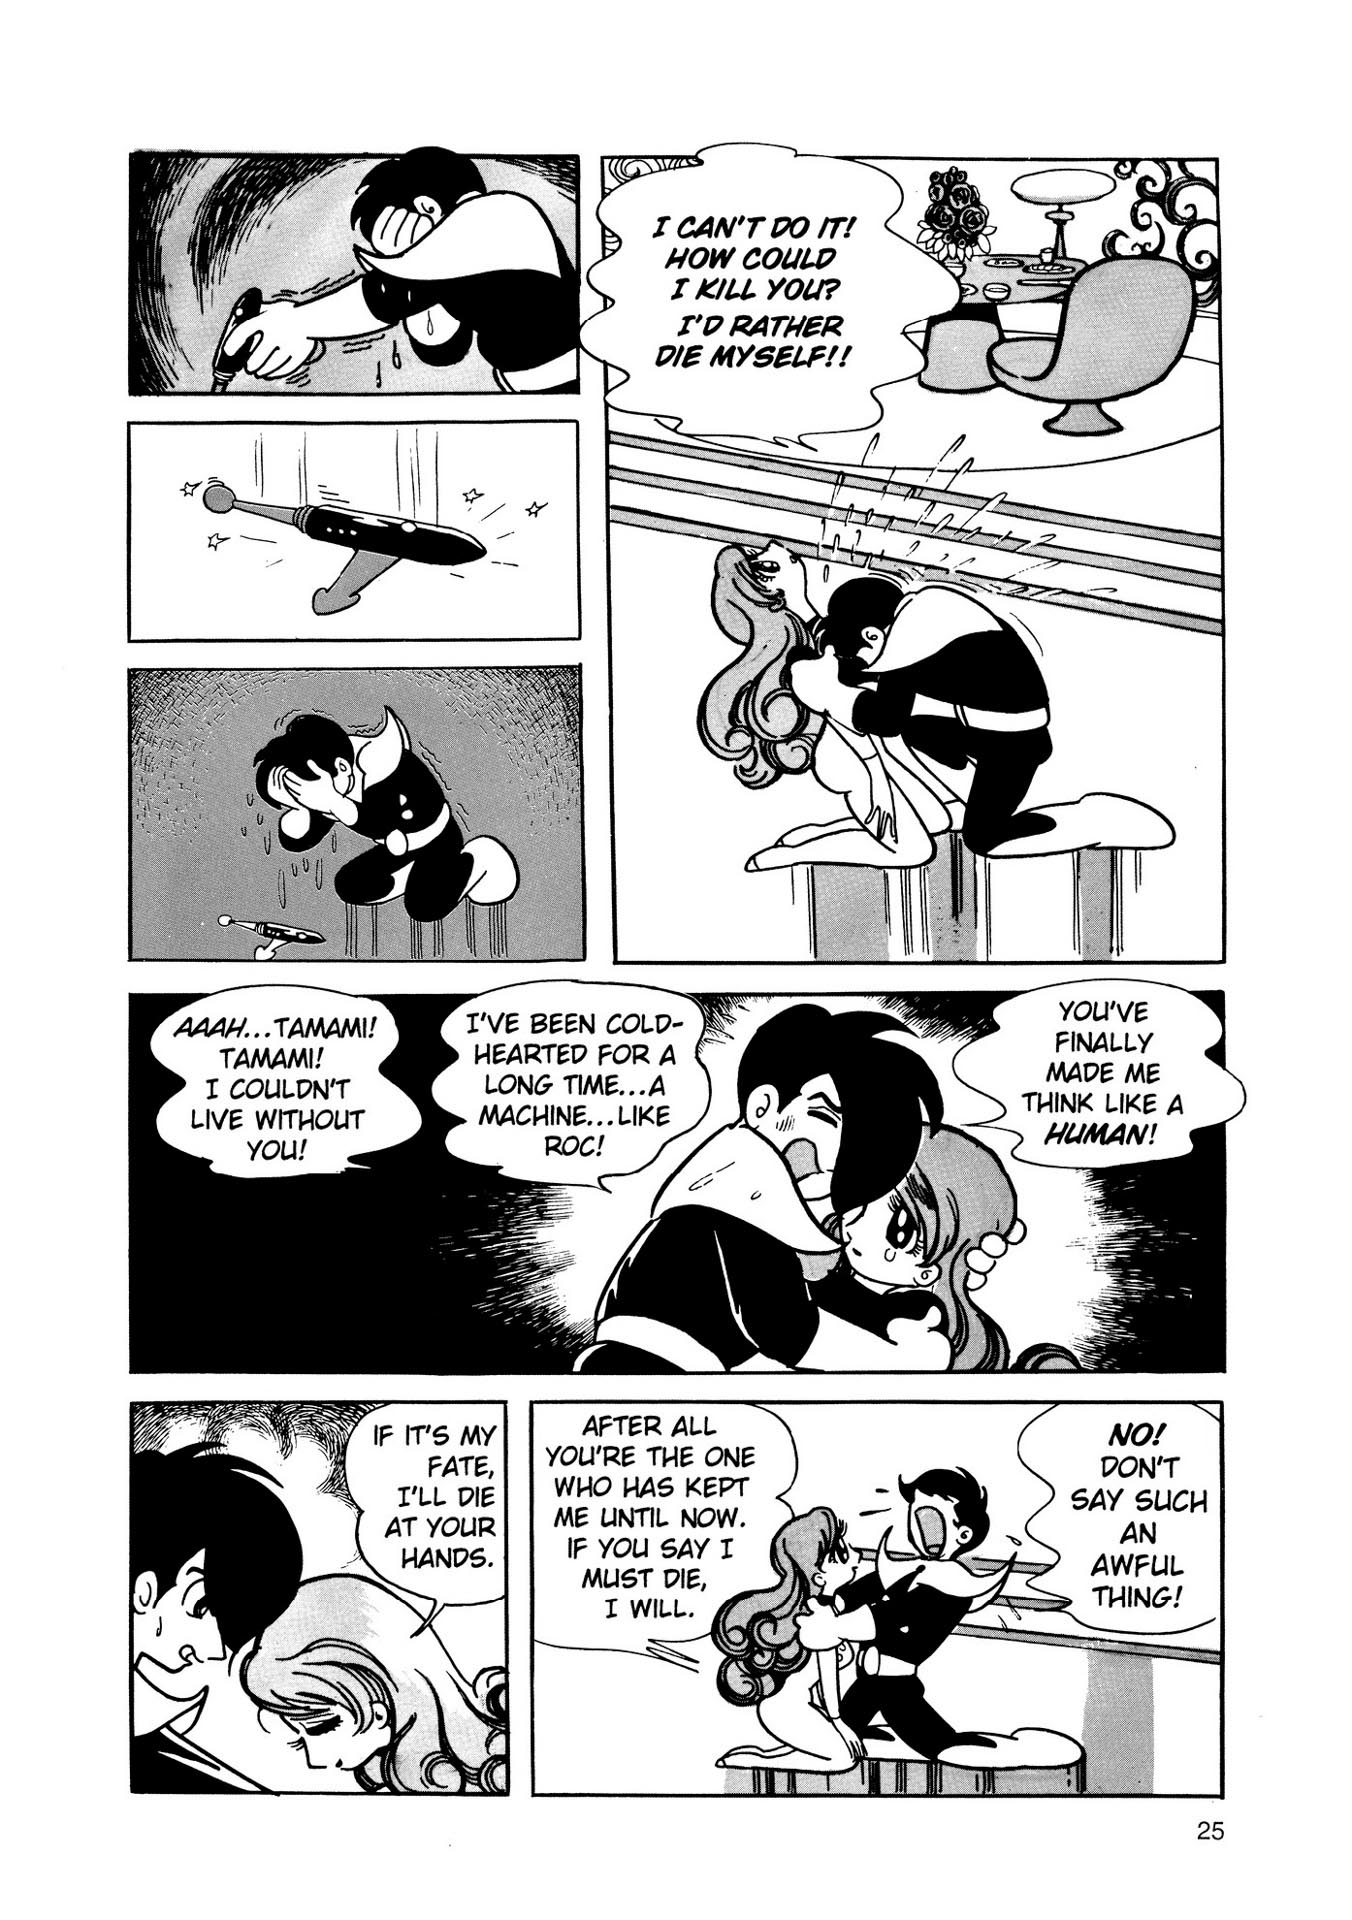 I CAN'T DO IT!
HOW COULD
I KILL YOU?
I'D RATHER
DIE MYSELF!!
AAAH...TAMAMI!
TAMAMI!
I COULDN'T
LIVE WITHOUT
YOU!
I'VE BEEN COLD-
HEARTED FOR A
LONG TIME...A
MACHINE...LIKE
ROC!
YOU'VE
FINALLY
MADE ME
THINK LIKE A
HUMAN!
IF IT'S MY
FATE,
I'LL DIE
AT YOUR
HANDS.
AFTER ALL
YOU'RE THE ONE
WHO HAS KEPT
ME UNTIL NOW.
IF YOU SAY I
MUST DIE,
I WILL.
NO!
DON'T
SAY SUCH
AN
AWFUL
THING!
25